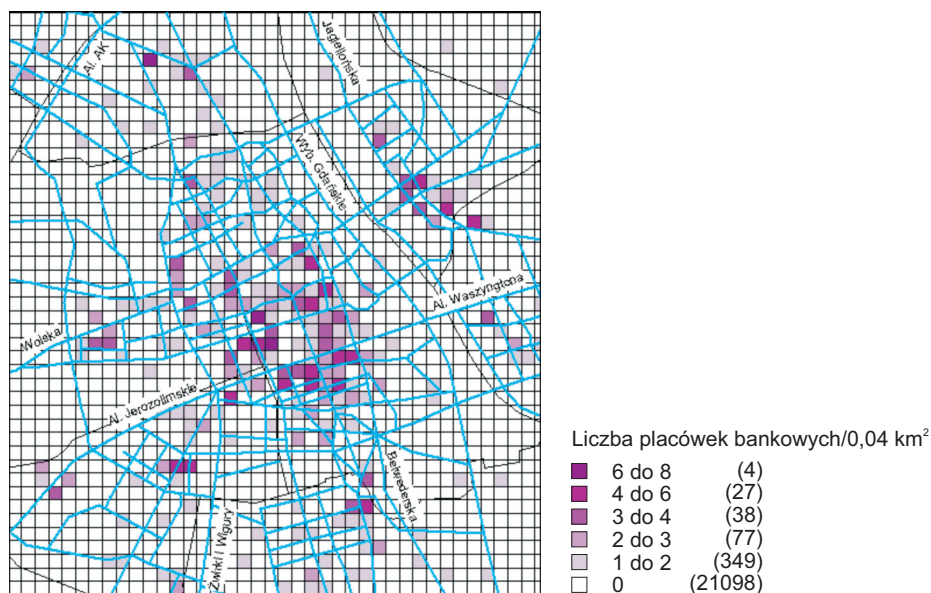 Al. AK
Jagiellońska
Wyb. Gdańskie
Al. Waszyngtona
Wolska
Al. Jerozolimskie
Belwederska
Żwirki i Wigury
Liczba placówek bankowych/0,04 km²
6 do 8 (4)
4 do 6 (27)
3 do 4 (38)
2 do 3 (77)
1 do 2 (349)
0 (21098)